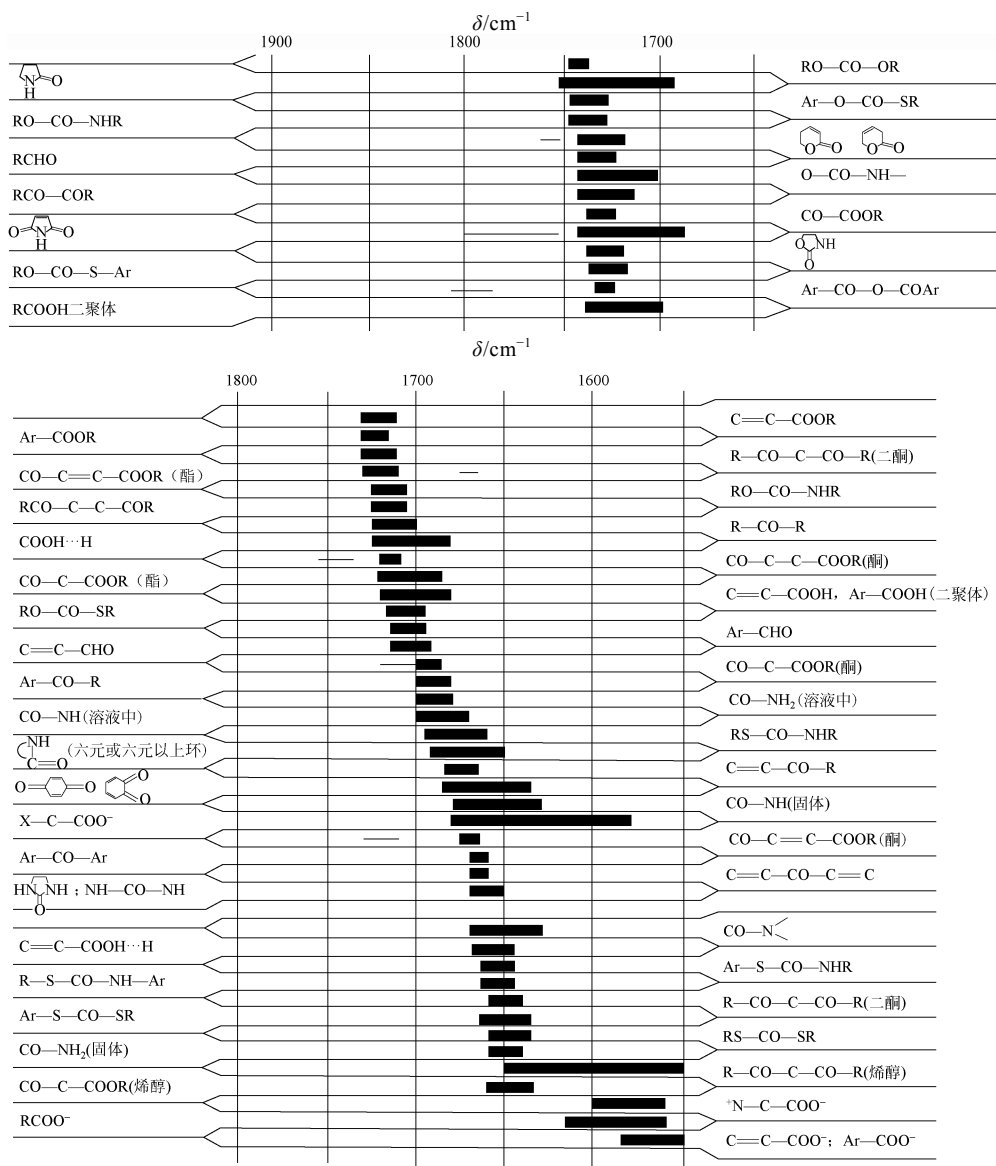 δ/cm⁻¹
1900 1800 1700
N
H
O
RO—CO—OR
Ar—O—CO—SR
RO—CO—NHR
O O O O
RCHO
O—CO—NH—
RCO—COR
CO—COOR
O N O
H
O NH
O
RO—CO—S—Ar
Ar—CO—O—COAr
RCOOH二聚体
δ/cm⁻¹
1800 1700 1600
C=C—COOR
Ar—COOR
R—CO—C—CO—R(二酮)
CO—C=C—COOR（酯）
RO—CO—NHR
RCO—C—C—COR
R—CO—R
COOH···H
CO—C—C—COOR(酮)
CO—C—COOR（酯）
C=C—COOH，Ar—COOH(二聚体)
RO—CO—SR
Ar—CHO
C=C—CHO
CO—C—COOR(酮)
Ar—CO—R
CO—NH₂(溶液中)
CO—NH(溶液中)
RS—CO—NHR
NH
C=O
(六元或六元以上环)
C=C—CO—R
O O O
O
CO—NH(固体)
X—C—COO⁻
CO—C=C—COOR(酮)
Ar—CO—Ar
C=C—CO—C=C
HN NH；NH—CO—NH
O
CO—N
C=C—COOH···H
Ar—S—CO—NHR
R—S—CO—NH—Ar
R—CO—C—CO—R(二酮)
Ar—S—CO—SR
RS—CO—SR
CO—NH₂(固体)
R—CO—C—CO—R(烯醇)
CO—C—COOR(烯醇)
⁺N—C—COO⁻
RCOO⁻
C=C—COO⁻；Ar—COO⁻